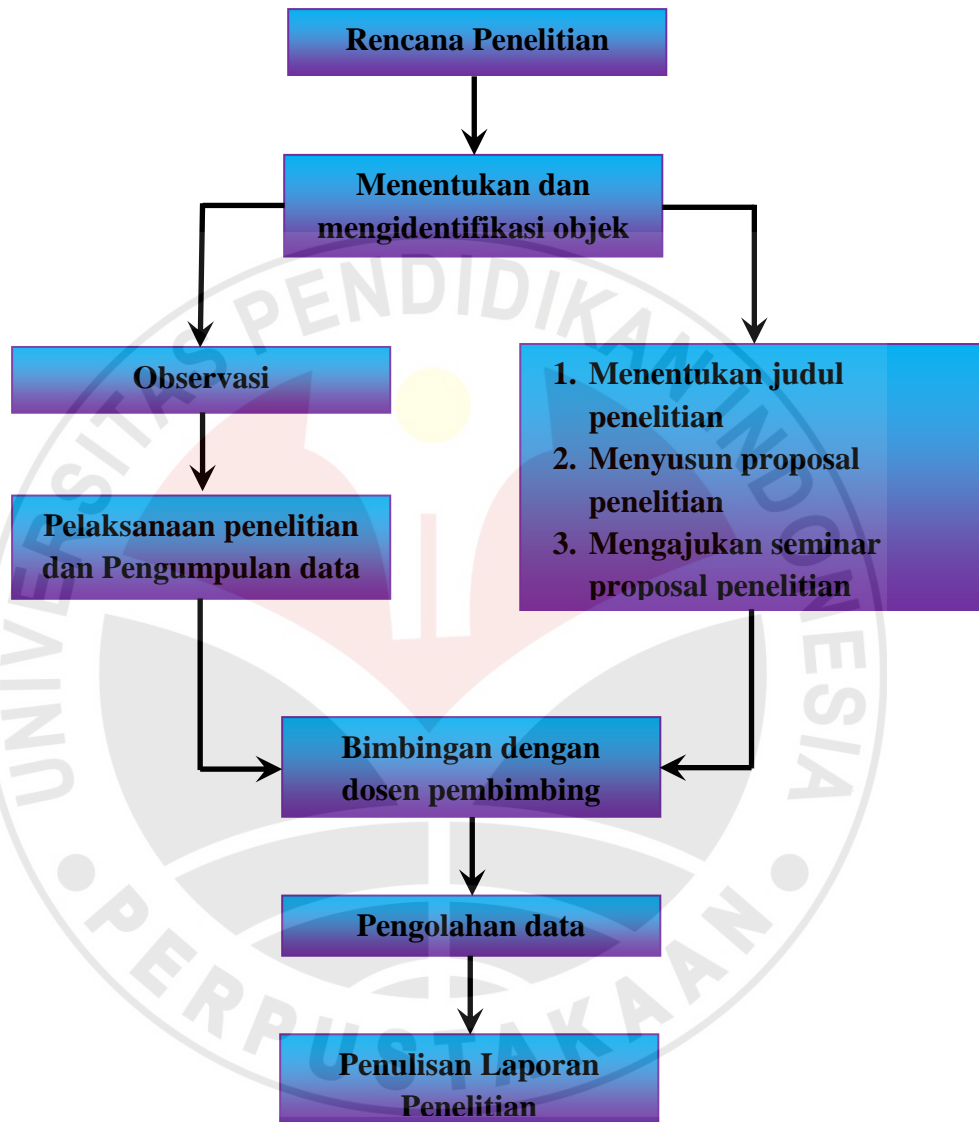 Rencana Penelitian
Menentukan dan
mengidentifikasi objek
Observasi
1. Menentukan judul
penelitian
2. Menyusun proposal
penelitian
3. Mengajukan seminar
proposal penelitian
Pelaksanaan penelitian
dan Pengumpulan data
Bimbingan dengan
dosen pembimbing
Pengolahan data
Penulisan Laporan
Penelitian
UNIVERSITAS PENDIDIKAN INDONESIA
PERPUSTAKAAN